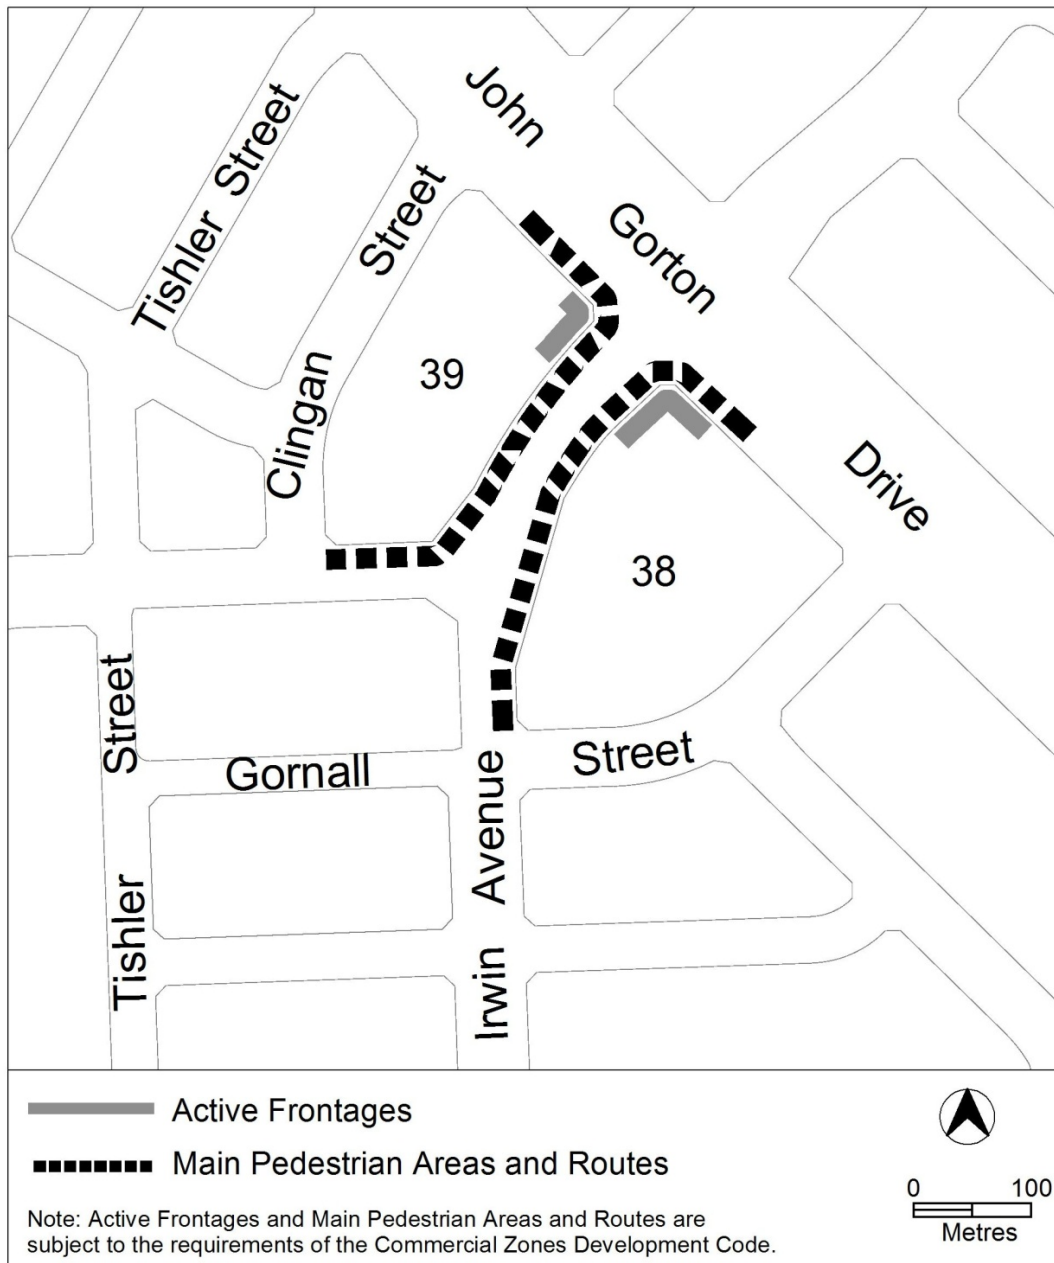 John
Gorton
Drive
Tishler Street
Clingan
Street
39
38
Street
Tishler
Gornall
Street
Irwin Avenue
Active Frontages
Main Pedestrian Areas and Routes
Note: Active Frontages and Main Pedestrian Areas and Routes are
subject to the requirements of the Commercial Zones Development Code.
0 100
Metres